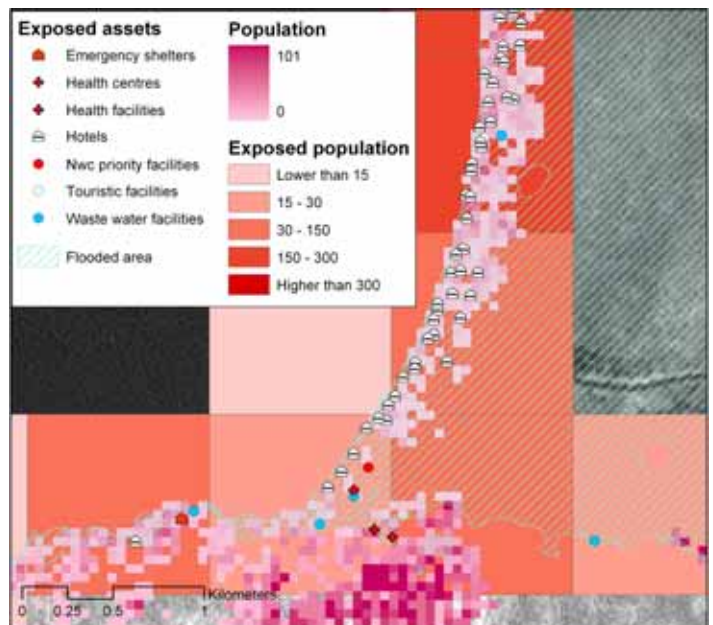 Exposed assets
Emergency shelters
Health centres
Health facilities
Hotels
Nwc priority facilities
Touristic facilities
Waste water facilities
Flooded area
Population
101
0
Exposed population
Lower than 15
15 - 30
30 - 150
150 - 300
Higher than 300
Kilometers
0 0.25 0.5 1